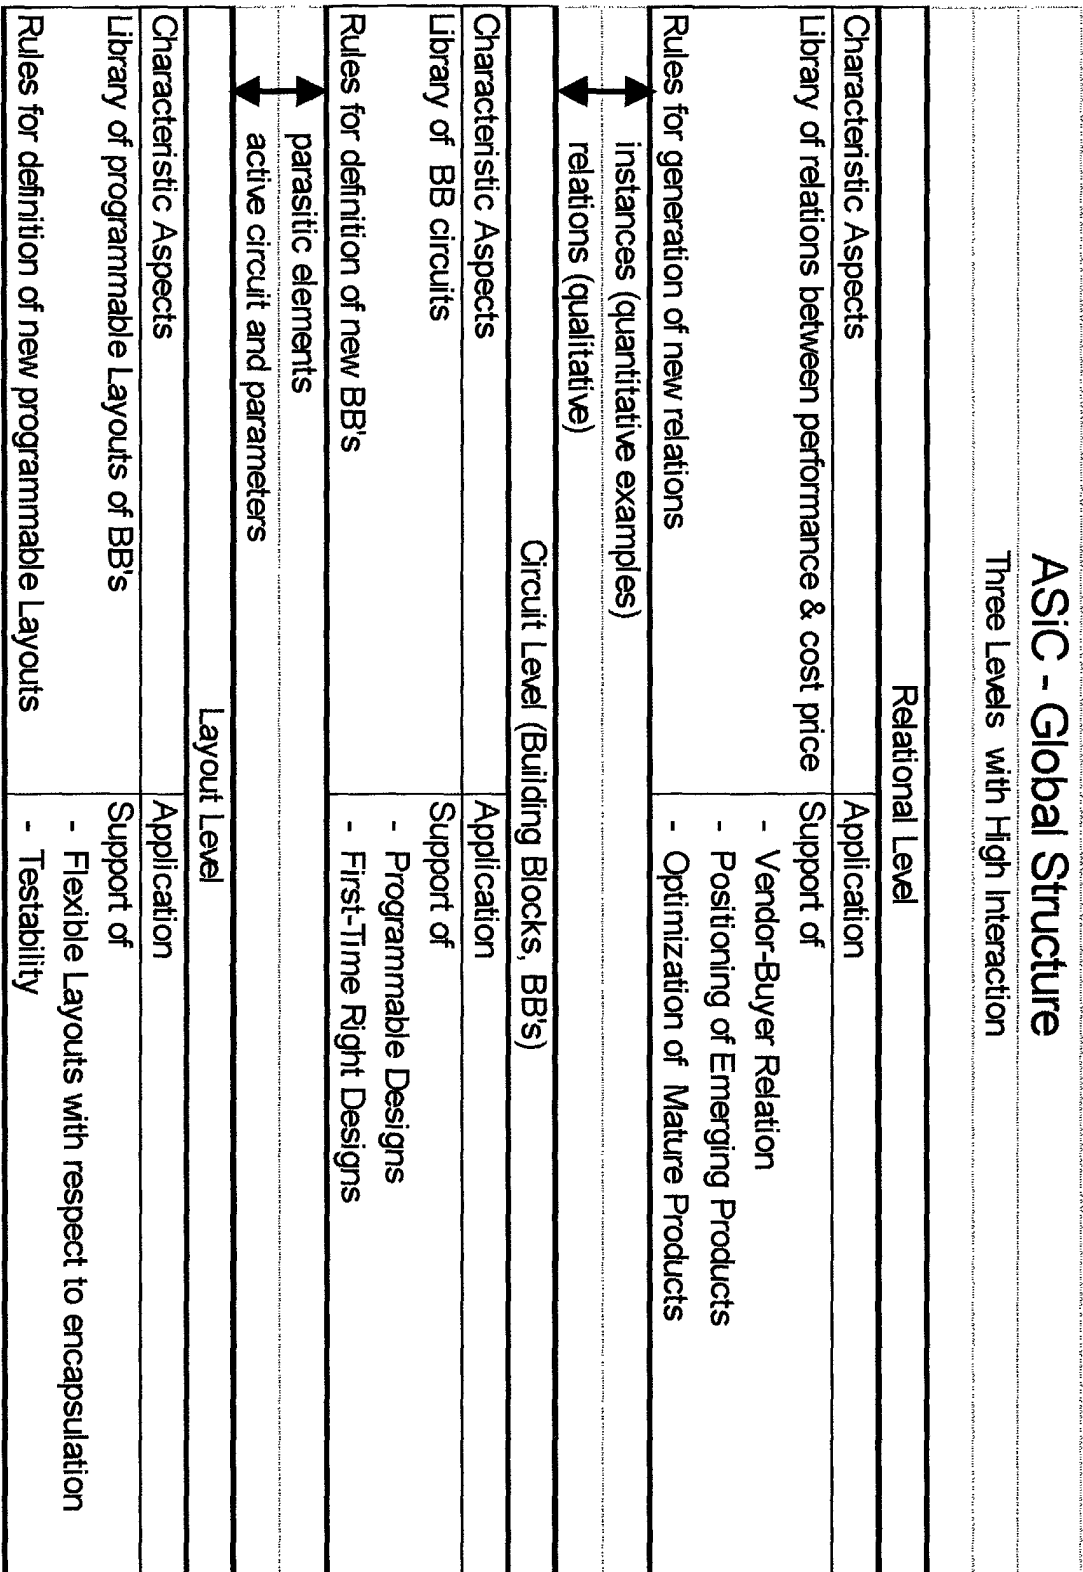 ASiC - Global Structure
Three Levels with High Interaction
Relational Level
Characteristic Aspects Application
Library of relations between performance & cost price Support of
- Vendor-Buyer Relation
- Positioning of Emerging Products
Rules for generation of new relations - Optimization of Mature Products
instances (quantitative examples)
relations (qualitative)
Circuit Level (Building Blocks, BB's)
Characteristic Aspects Application
Library of BB circuits Support of
- Programmable Designs
Rules for definition of new BB's - First-Time Right Designs
parasitic elements
active circuit and parameters
Layout Level
Characteristic Aspects Application
Library of programmable Layouts of BB's Support of
- Flexible Layouts with respect to encapsulation
Rules for definition of new programmable Layouts - Testability